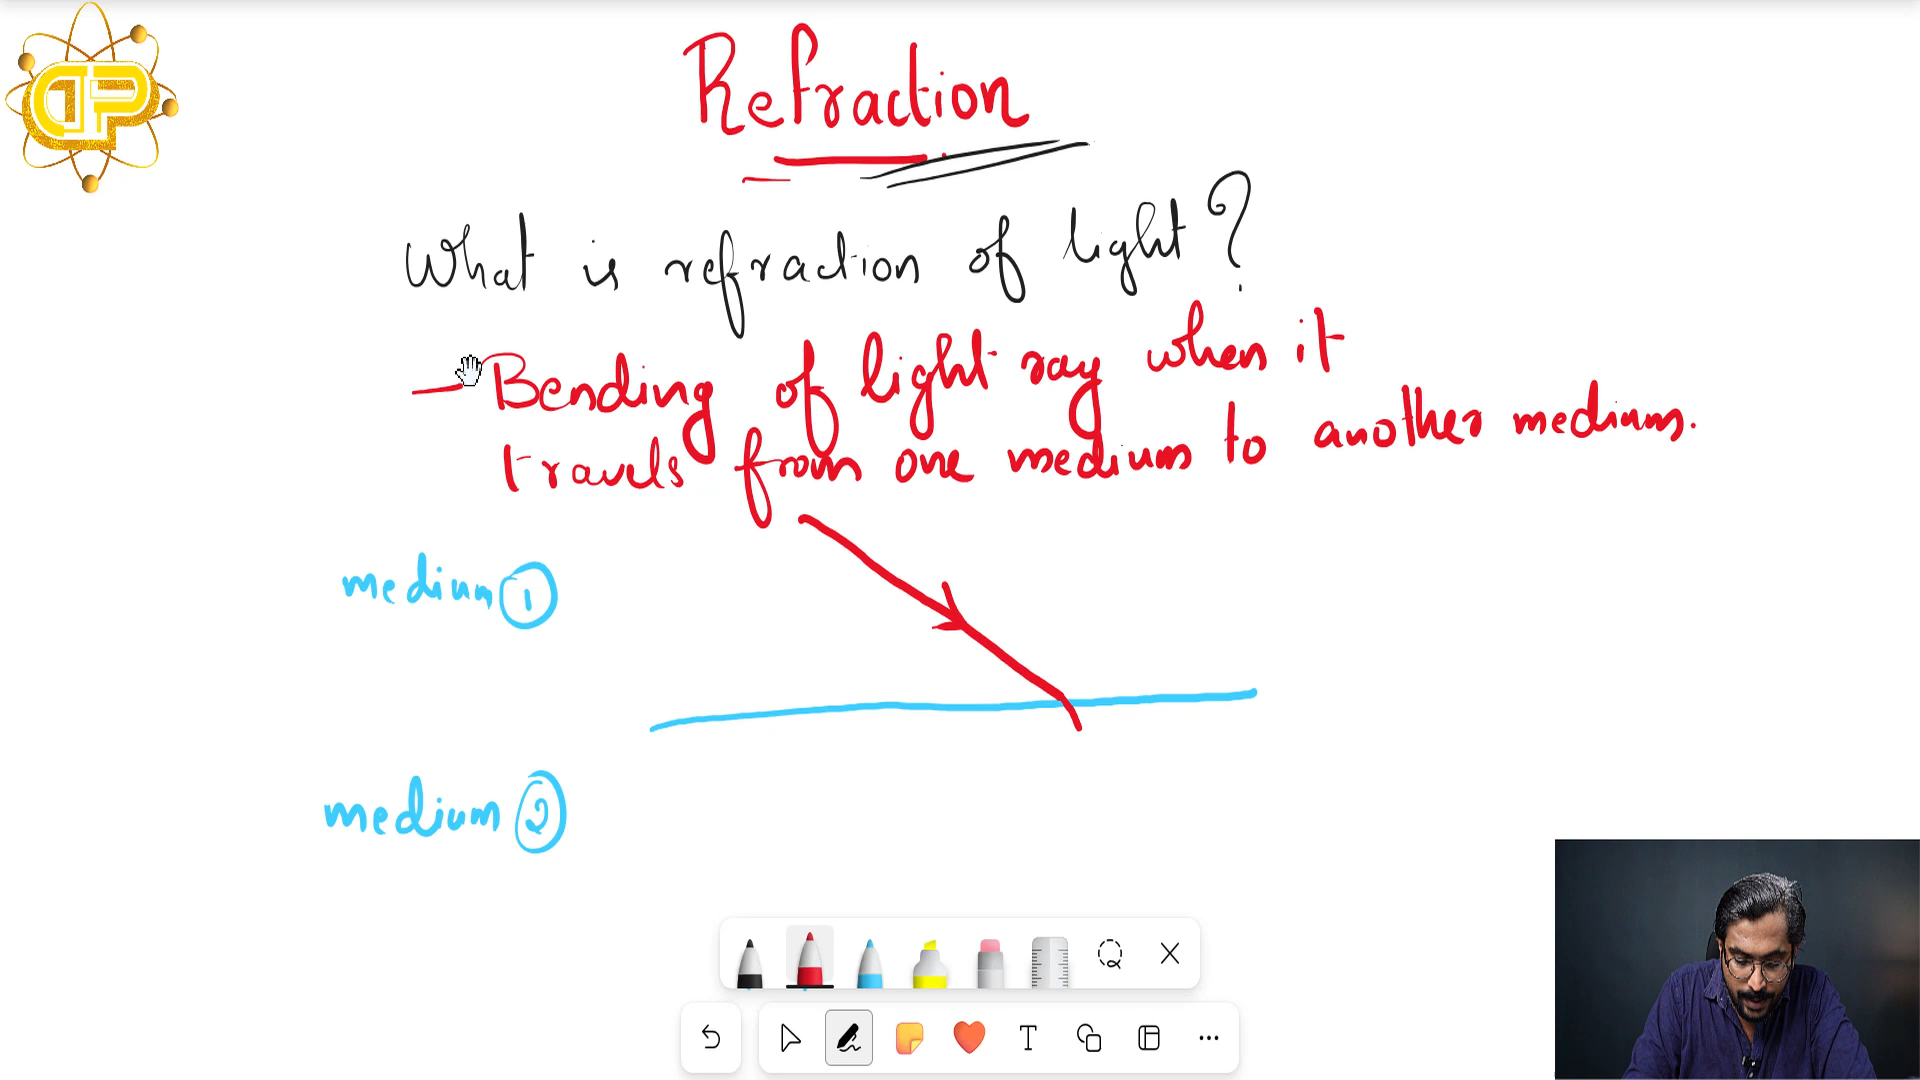 DP
Refraction
What is refraction of light?
- Bending of light ray when it
travels from one medium to another medium.
medium 1
medium 2
T